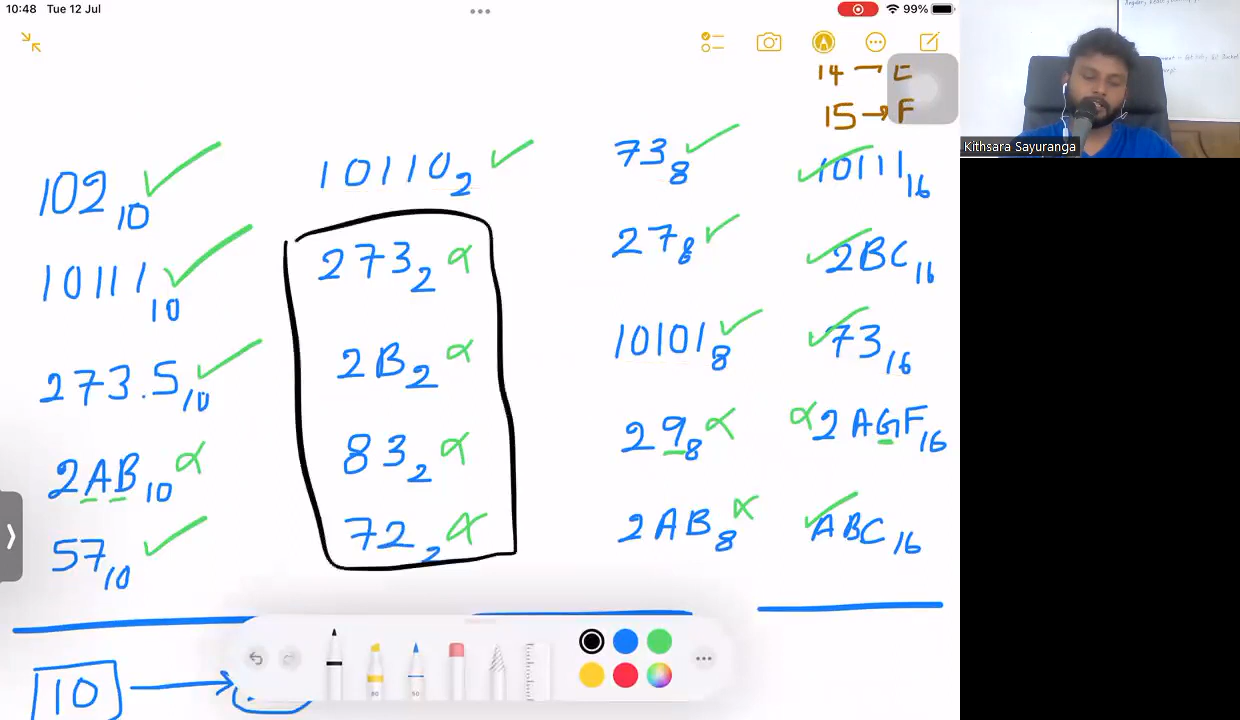 10:48 Tue 12 Jul
99%
14 → E
15 → F
Kithsara Sayuranga
102₁₀ ✓
10111₁₀ ✓
273.5₁₀ ✓
2AB₁₀ ∝
57₁₀ ✓
10110₂ ✓
273₂ ∝
2B₂ ∝
83₂ ∝
72₂ ∝
73₈ ✓
27₈ ✓
10101₈ ✓
29₈ ∝
2AB₈ ∝
✓ 10111₁₆
✓ 2BC₁₆
✓ 73₁₆
∝ 2AGF₁₆
✓ ABC₁₆
10 →